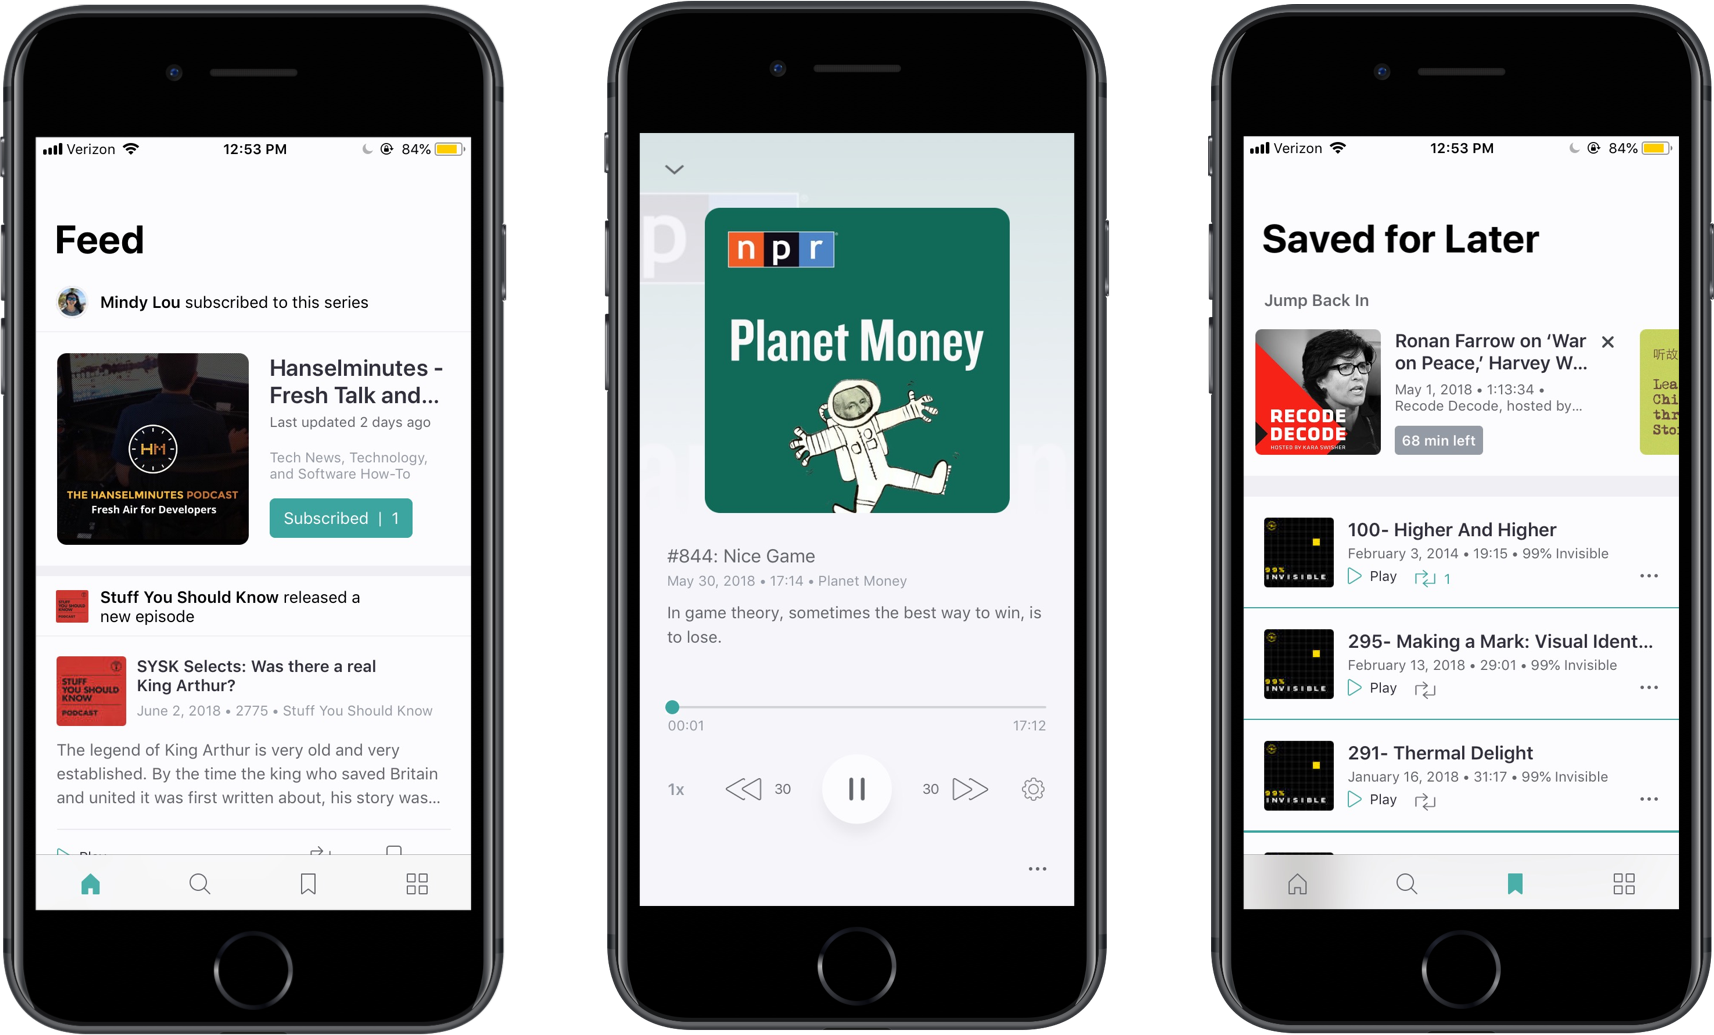 Verizon 12:53 PM 84%
Feed
Mindy Lou subscribed to this series
Hanselminutes -
Fresh Talk and...
Last updated 2 days ago
Tech News, Technology,
and Software How-To
Subscribed | 1
HM
THE HANSELMINUTES PODCAST
Fresh Air for Developers
Stuff You Should Know released a
new episode
STUFF
YOU SHOULD
KNOW
PODCAST
SYSK Selects: Was there a real
King Arthur?
June 2, 2018 • 2775 • Stuff You Should Know
The legend of King Arthur is very old and very
established. By the time the king who saved Britain
and united it was first written about, his story was...
Play
npr
Planet Money
#844: Nice Game
May 30, 2018 • 17:14 • Planet Money
In game theory, sometimes the best way to win, is
to lose.
00:01 17:12
1x 30 30
Verizon 12:53 PM 84%
Saved for Later
Jump Back In
RECODE
DECODE
HOSTED BY KARA SWISHER
Ronan Farrow on ‘War
on Peace,’ Harvey W...
May 1, 2018 • 1:13:34 •
Recode Decode, hosted by...
68 min left
听故
Lea
Chi
thr
Sto
99%
INVISIBLE
100- Higher And Higher
February 3, 2014 • 19:15 • 99% Invisible
Play 1
99%
INVISIBLE
295- Making a Mark: Visual Ident...
February 13, 2018 • 29:01 • 99% Invisible
Play
99%
INVISIBLE
291- Thermal Delight
January 16, 2018 • 31:17 • 99% Invisible
Play